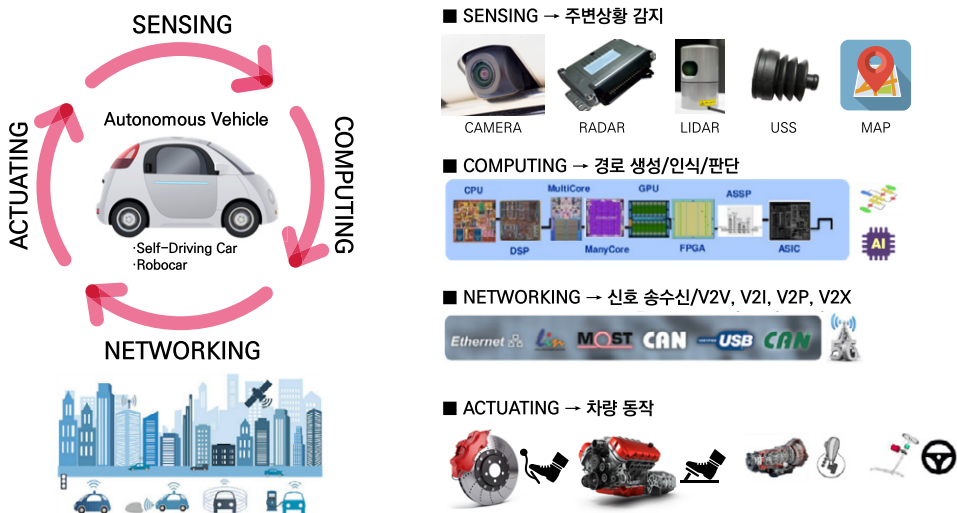 SENSING
COMPUTING
ACTUATING
Autonomous Vehicle
·Self-Driving Car
·Robocar
NETWORKING
■ SENSING → 주변상황 감지
CAMERA RADAR LIDAR USS MAP
■ COMPUTING → 경로 생성/인식/판단
CPU MultiCore GPU ASSP
DSP ManyCore FPGA ASIC
AI
■ NETWORKING → 신호 송수신/V2V, V2I, V2P, V2X
Ethernet MOST CAN USB CAN
■ ACTUATING → 차량 동작